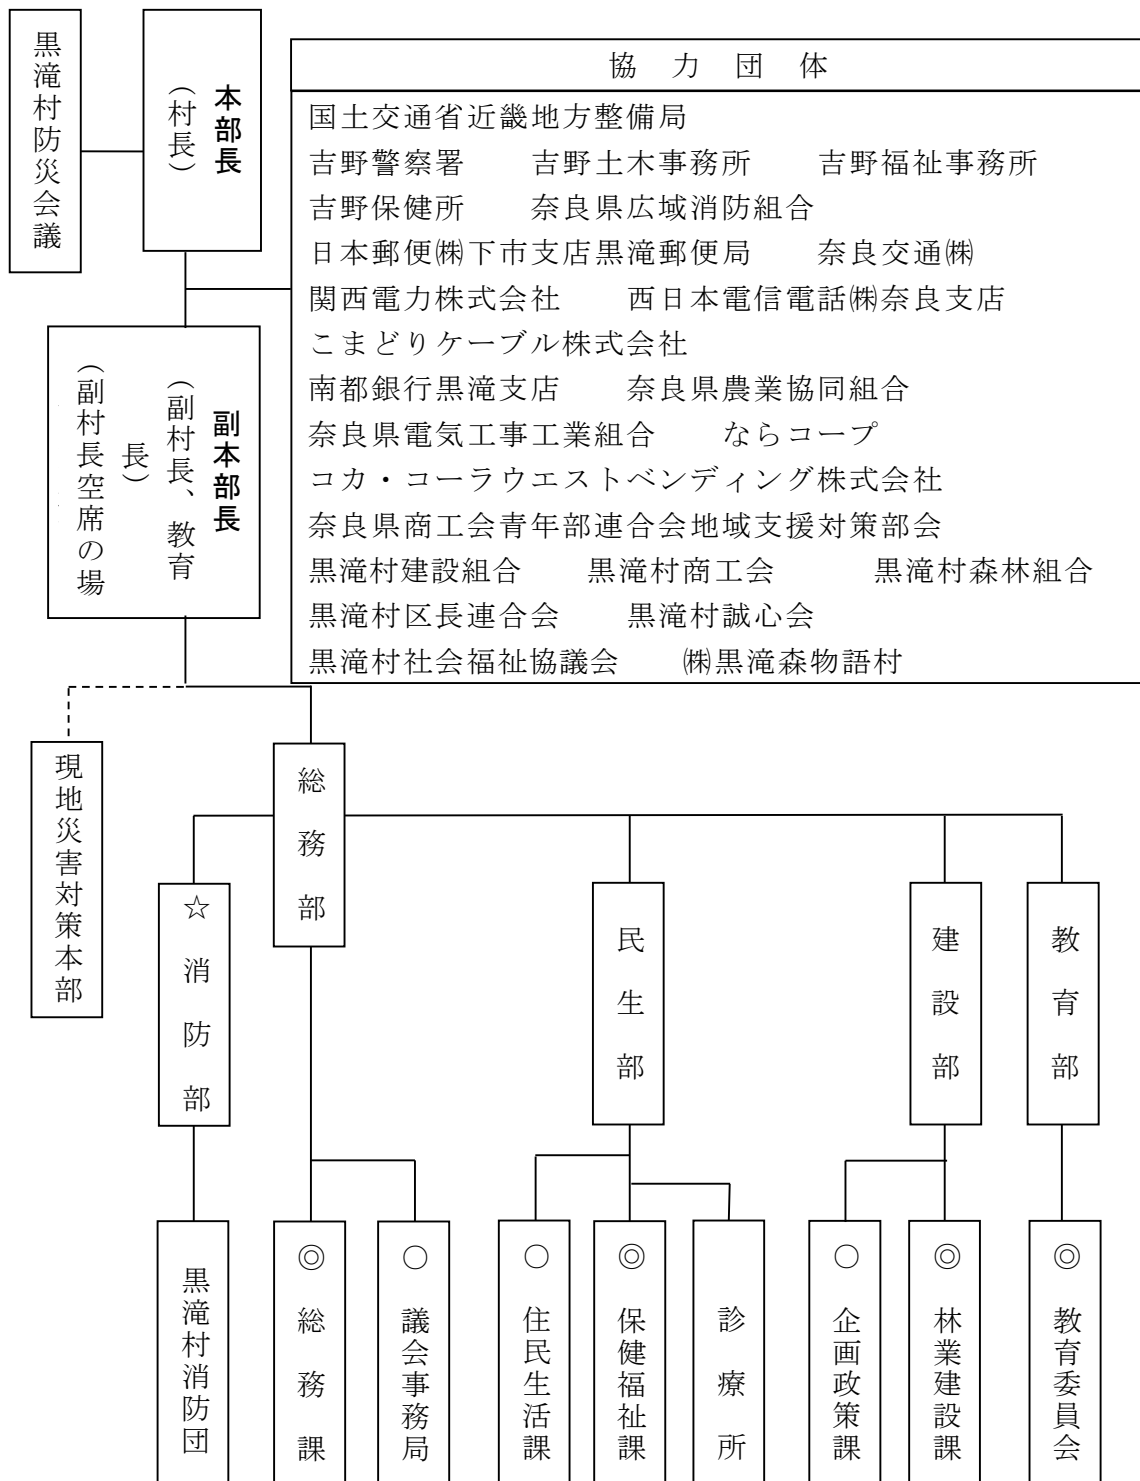 黒滝村防災会議
本部長
（村長）
協　力　団　体
国土交通省近畿地方整備局
吉野警察署　　吉野土木事務所　　吉野福祉事務所
吉野保健所　　奈良県広域消防組合
日本郵便㈱下市支店黒滝郵便局　　奈良交通㈱
関西電力株式会社　　西日本電信電話㈱奈良支店
こまどりケーブル株式会社
南都銀行黒滝支店　　奈良県農業協同組合
奈良県電気工事工業組合　　ならコープ
コカ・コーラウエストベンディング株式会社
奈良県商工会青年部連合会地域支援対策部会
黒滝村建設組合　　黒滝村商工会　　　黒滝村森林組合
黒滝村区長連合会　　黒滝村誠心会
黒滝村社会福祉協議会　　㈱黒滝森物語村
副本部長
（副村長、教育
長）
（副村長空席の場
現地災害対策本部
総務部
☆消防部
民生部
建設部
教育部
黒滝村消防団
◎総務課
○議会事務局
○住民生活課
◎保健福祉課
診療所
○企画政策課
◎林業建設課
◎教育委員会